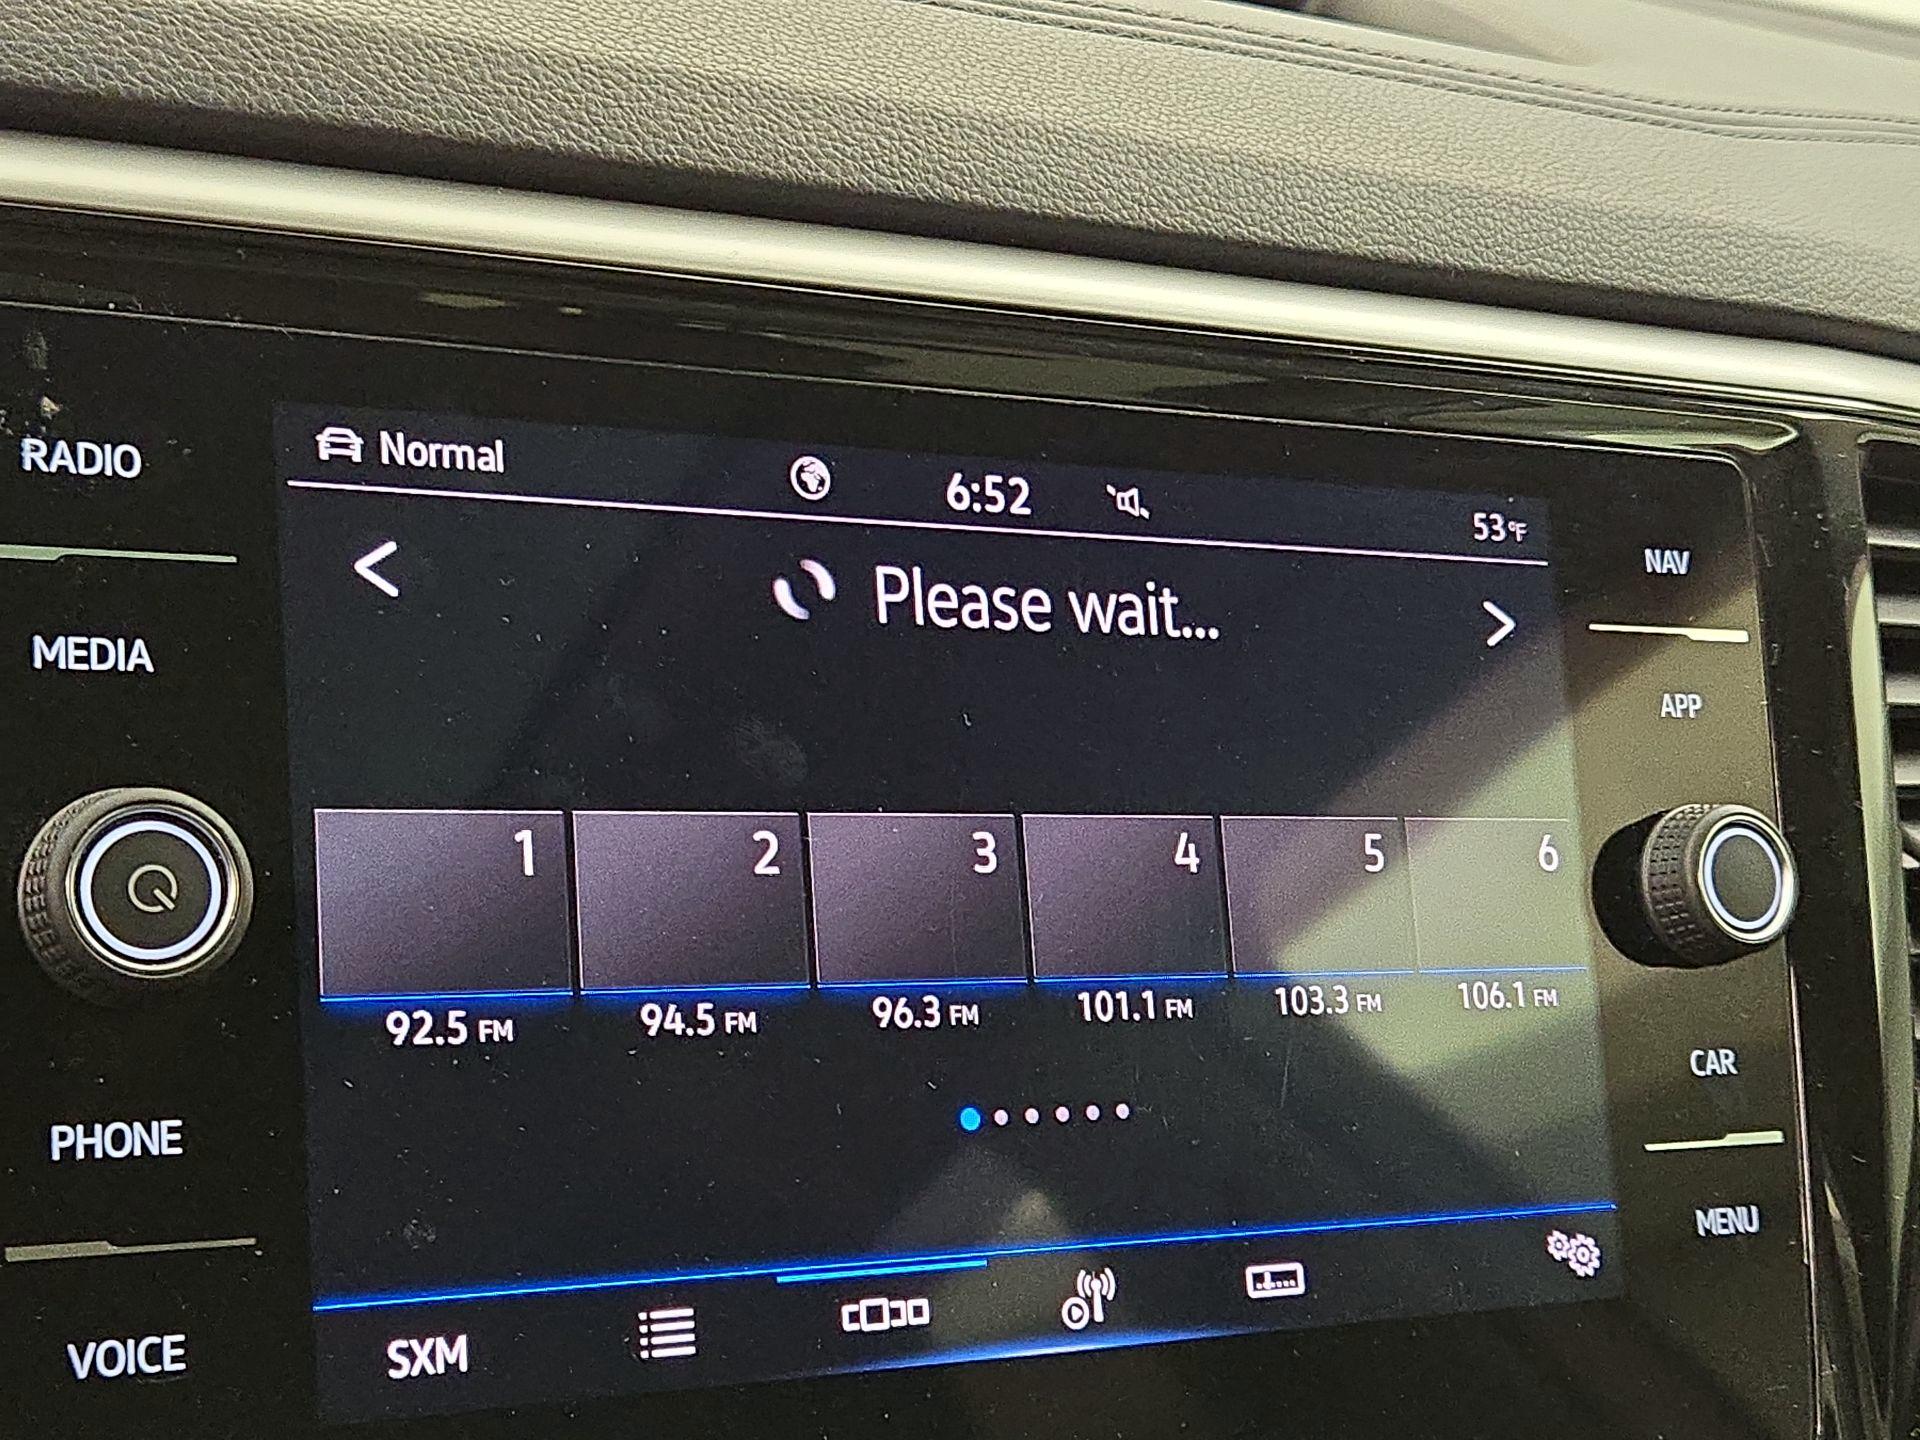 RADIO
MEDIA
PHONE
VOICE
Normal
6:52
53°F
Please wait...
1
2
3
4
5
6
92.5 FM
94.5 FM
96.3 FM
101.1 FM
103.3 FM
106.1 FM
SXM
NAV
APP
CAR
MENU